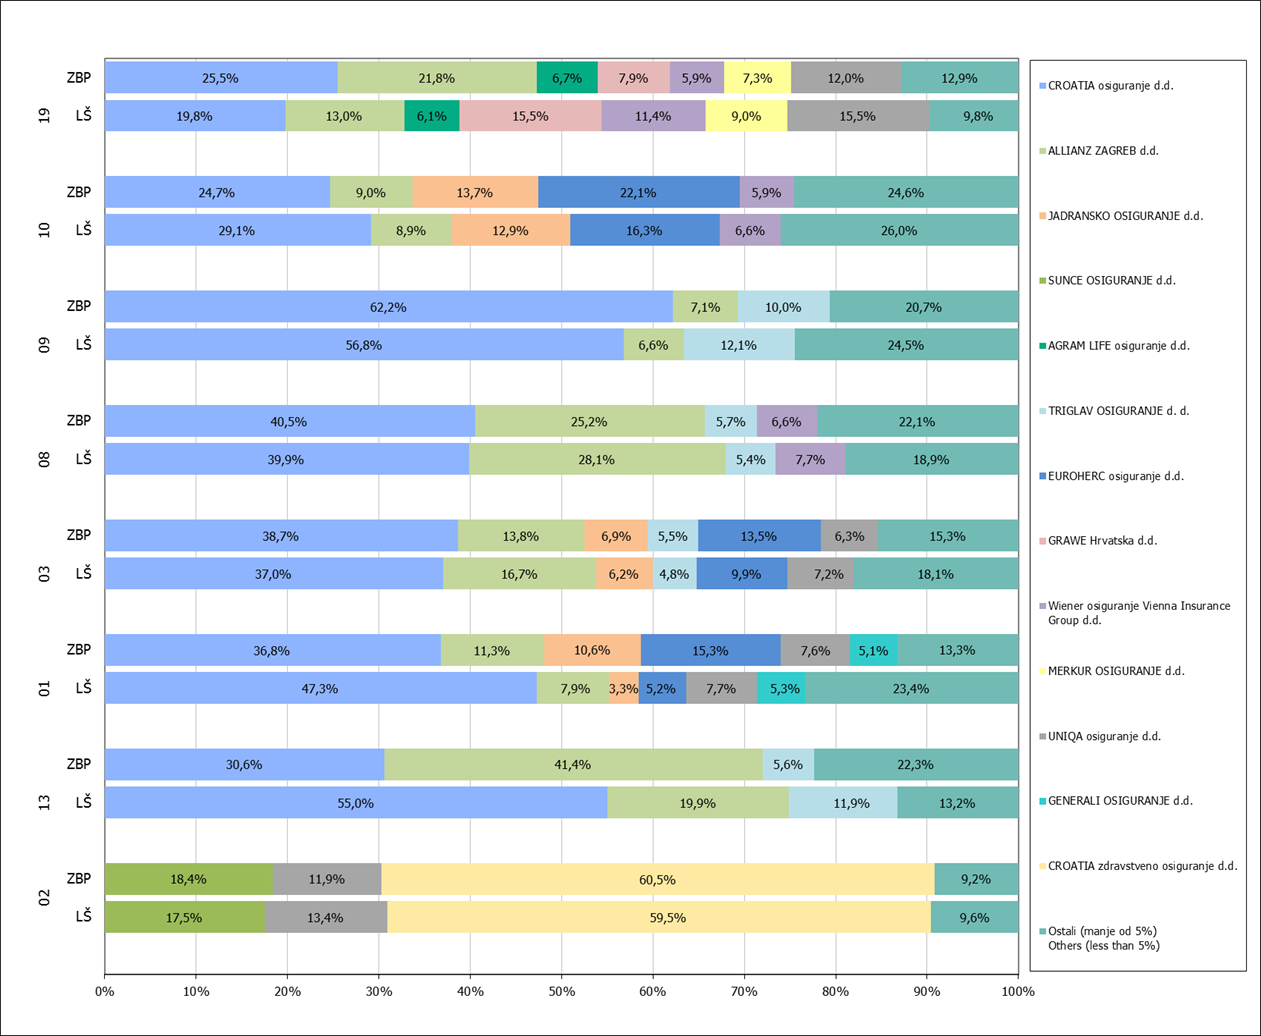 ZBP 25,5% 21,8% 6,7% 7,9% 5,9% 7,3% 12,0% 12,9%
19
LŠ 19,8% 13,0% 6,1% 15,5% 11,4% 9,0% 15,5% 9,8%
ZBP 24,7% 9,0% 13,7% 22,1% 5,9% 24,6%
10
LŠ 29,1% 8,9% 12,9% 16,3% 6,6% 26,0%
ZBP 62,2% 7,1% 10,0% 20,7%
09
LŠ 56,8% 6,6% 12,1% 24,5%
ZBP 40,5% 25,2% 5,7% 6,6% 22,1%
08
LŠ 39,9% 28,1% 5,4% 7,7% 18,9%
ZBP 38,7% 13,8% 6,9% 5,5% 13,5% 6,3% 15,3%
03
LŠ 37,0% 16,7% 6,2% 4,8% 9,9% 7,2% 18,1%
ZBP 36,8% 11,3% 10,6% 15,3% 7,6% 5,1% 13,3%
01
LŠ 47,3% 7,9% 3,3% 5,2% 7,7% 5,3% 23,4%
ZBP 30,6% 41,4% 5,6% 22,3%
13
LŠ 55,0% 19,9% 11,9% 13,2%
ZBP 18,4% 11,9% 60,5% 9,2%
02
LŠ 17,5% 13,4% 59,5% 9,6%
0% 10% 20% 30% 40% 50% 60% 70% 80% 90% 100%
CROATIA osiguranje d.d.
ALLIANZ ZAGREB d.d.
JADRANSKO OSIGURANJE d.d.
SUNCE OSIGURANJE d.d.
AGRAM LIFE osiguranje d.d.
TRIGLAV OSIGURANJE d. d.
EUROHERC osiguranje d.d.
GRAWE Hrvatska d.d.
Wiener osiguranje Vienna Insurance
Group d.d.
MERKUR OSIGURANJE d.d.
UNIQA osiguranje d.d.
GENERALI OSIGURANJE d.d.
CROATIA zdravstveno osiguranje d.d.
Ostali (manje od 5%)
Others (less than 5%)